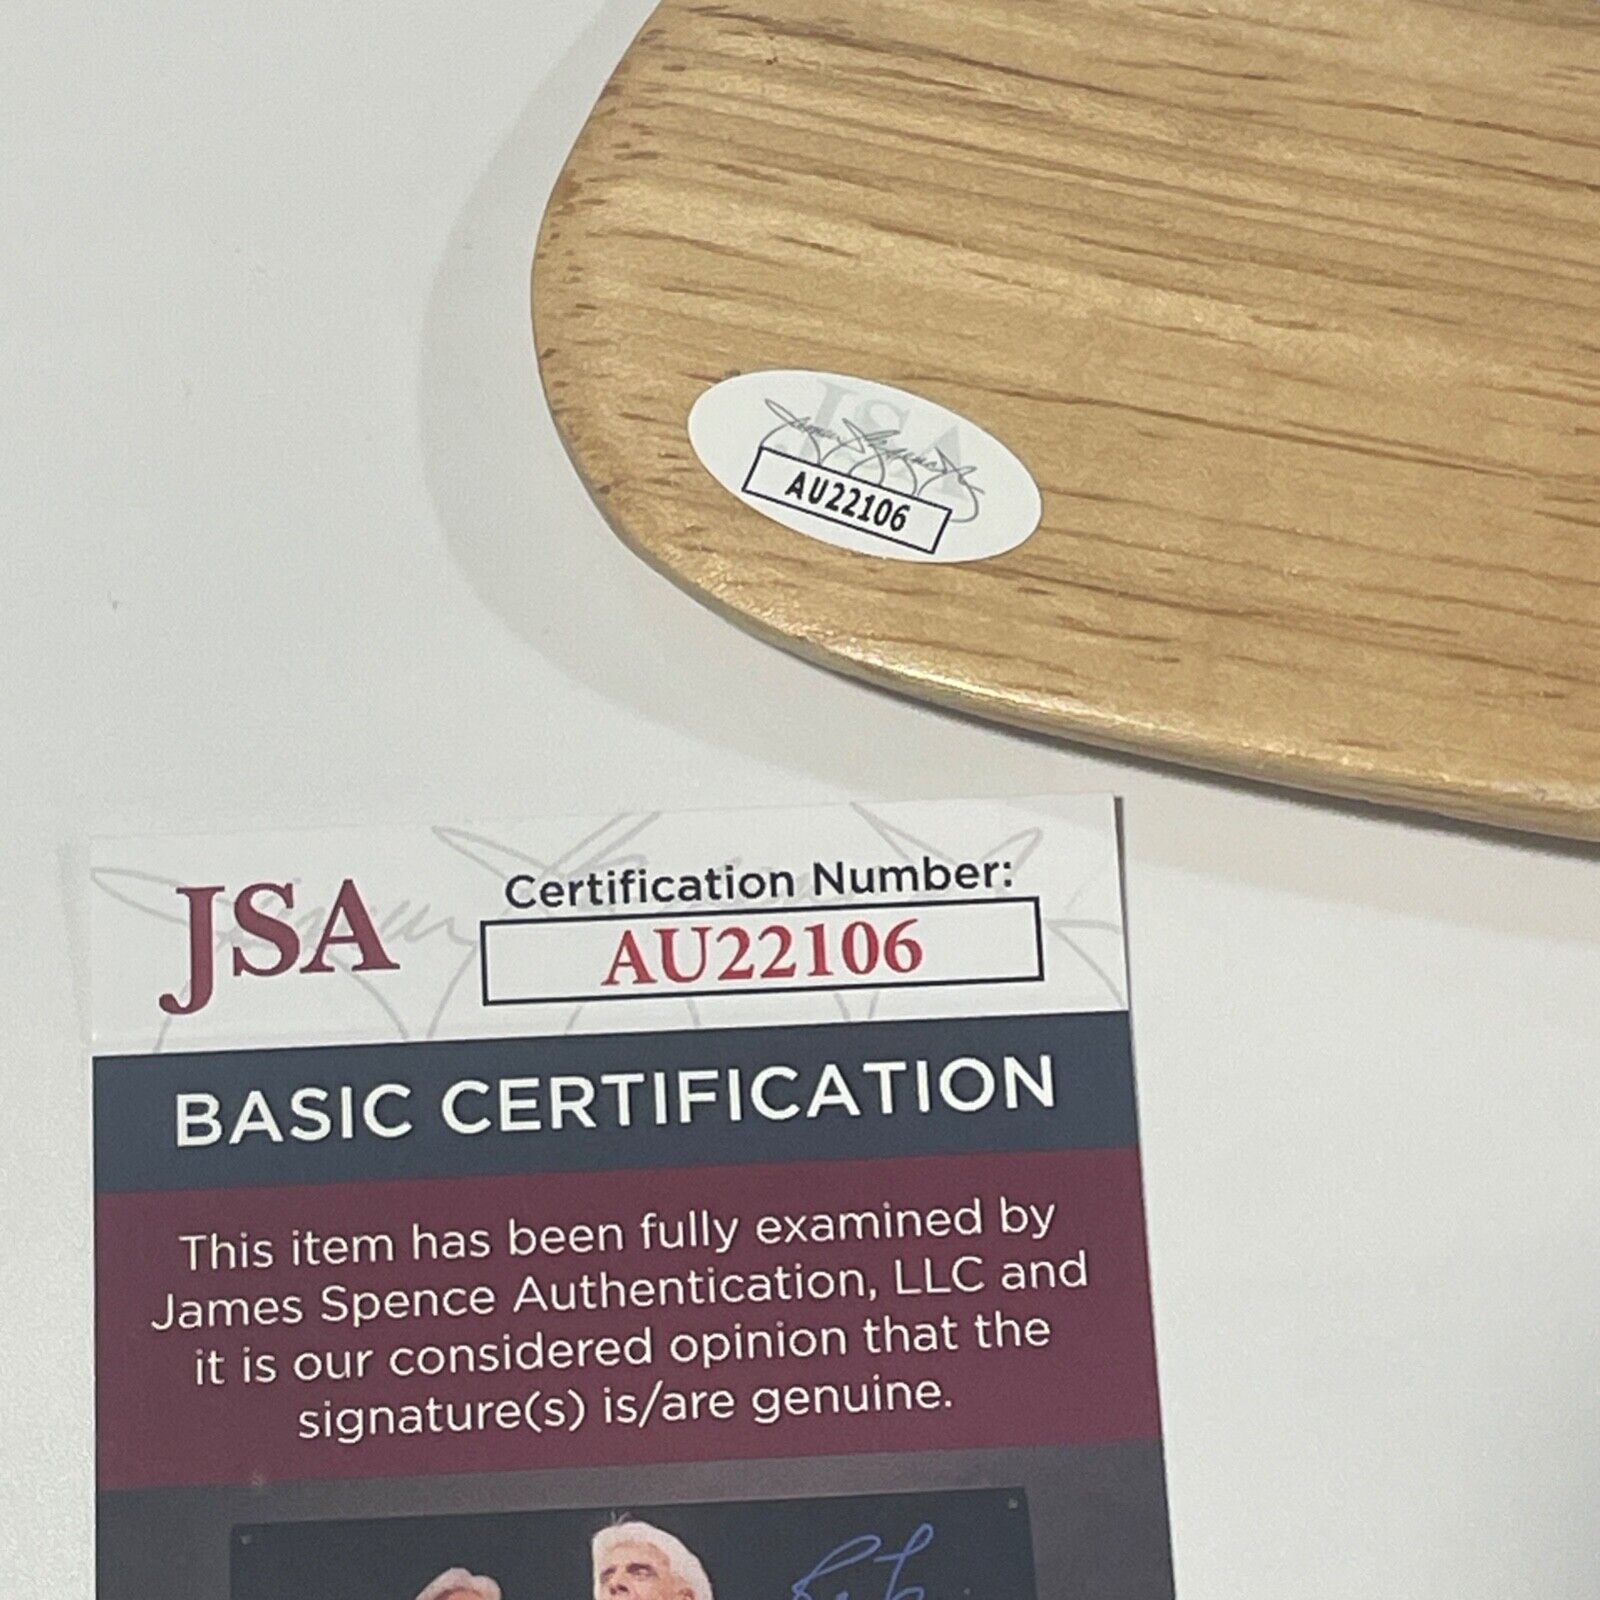 JSA
AU22106
JSA
Certification Number:
AU22106
BASIC CERTIFICATION
This item has been fully examined by
James Spence Authentication, LLC and
it is our considered opinion that the
signature(s) is/are genuine.